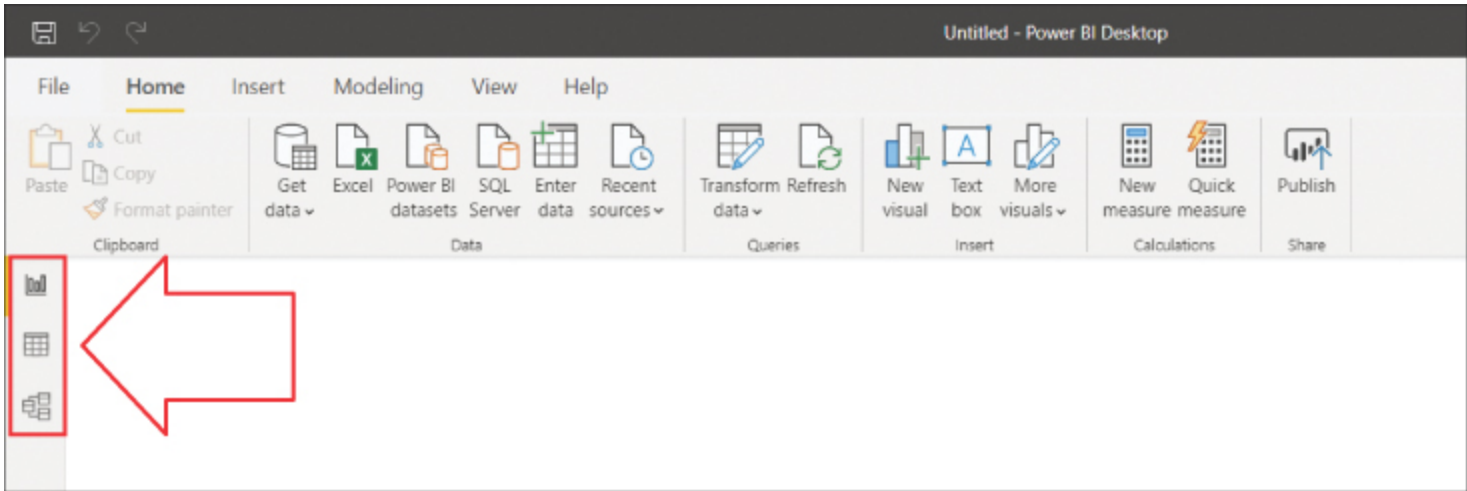 Untitled - Power BI Desktop
File Home Insert Modeling View Help
Paste
Cut
Copy
Format painter
Clipboard
Get data
Excel
Power BI datasets
SQL Server
Enter data
Recent sources
Data
Transform data
Refresh
Queries
New visual
Text box
A
More visuals
Insert
New measure
Quick measure
Calculations
Publish
Share